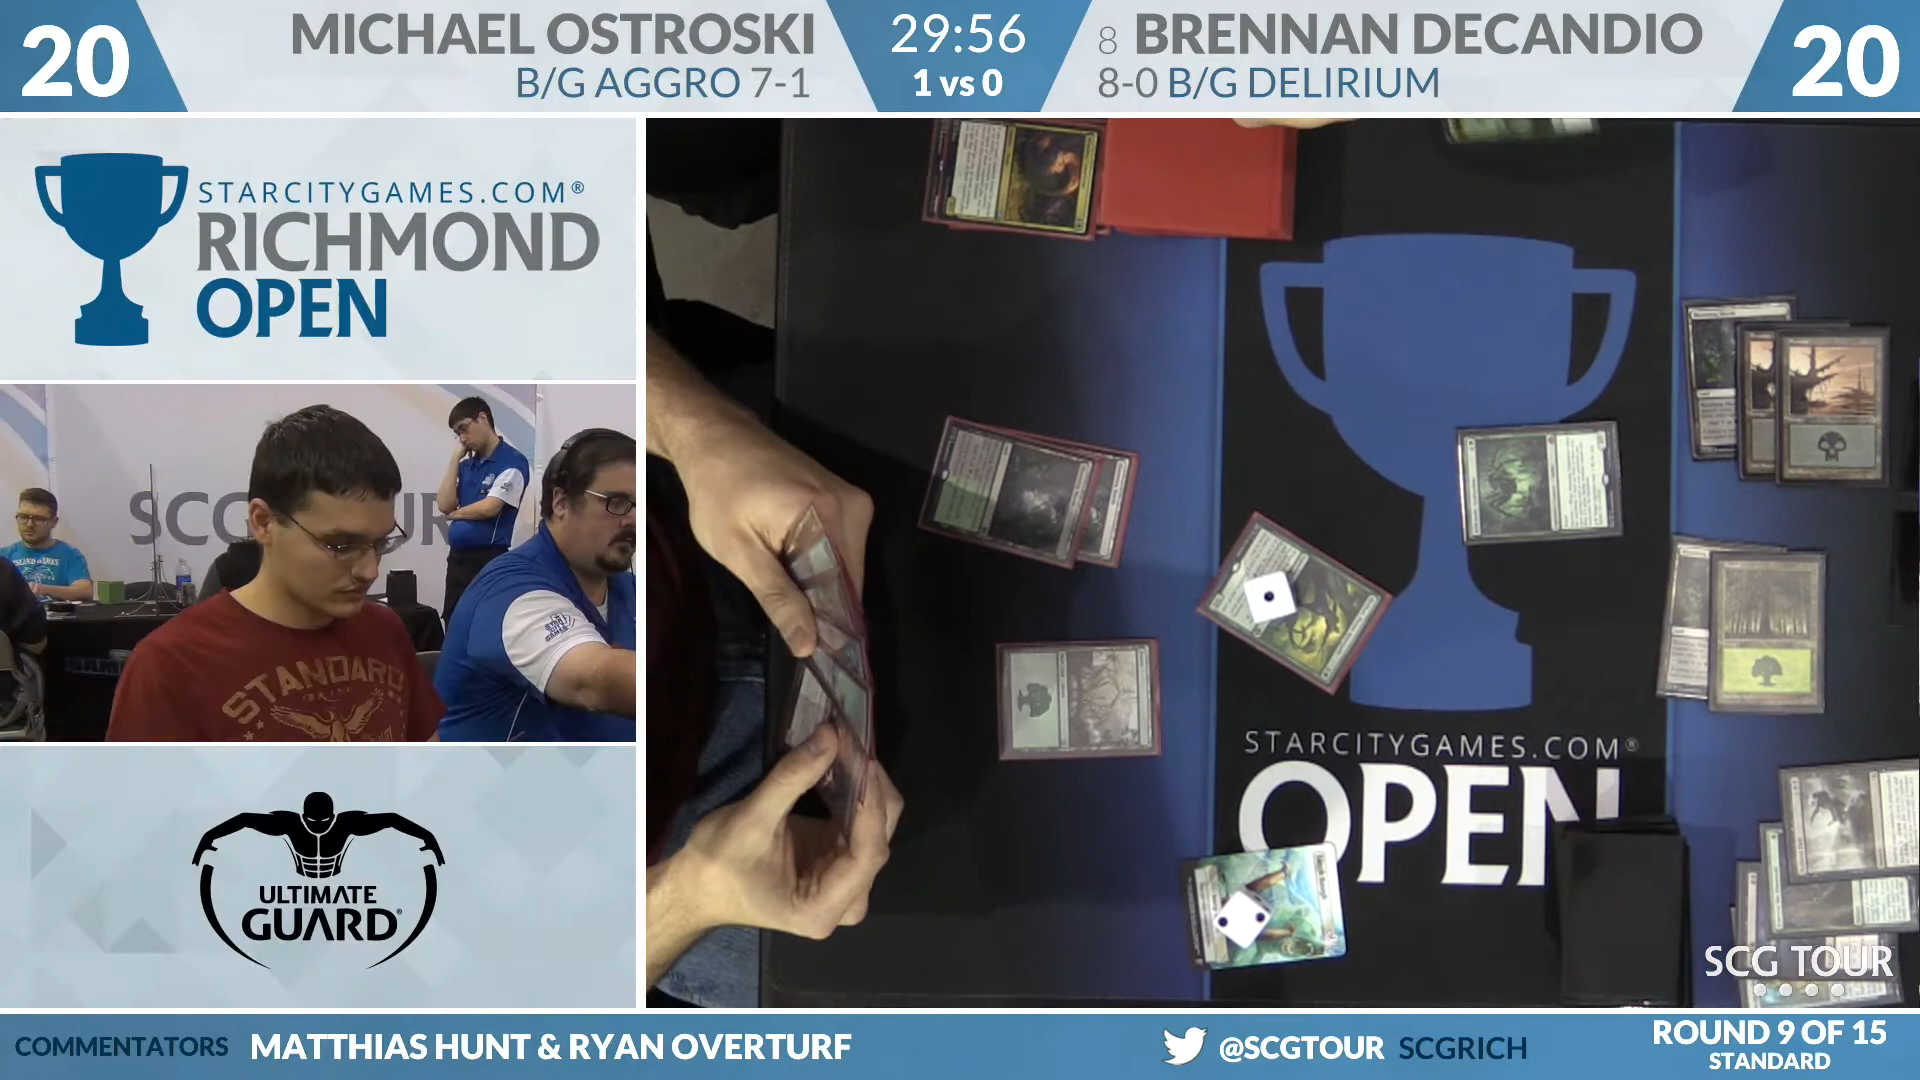 20
MICHAEL OSTROSKI
B/G AGGRO 7-1
29:56
1 vs 0
8 BRENNAN DECANDIO
8-0 B/G DELIRIUM
20
STARCITYGAMES.COM®
RICHMOND
OPEN
SCG TOUR
STANDARD
ULTIMATE
GUARD®
STARCITYGAMES.COM®
OPEN
SCG TOUR
COMMENTATORS MATTHIAS HUNT & RYAN OVERTURF
@SCGTOUR SCGRICH
ROUND 9 OF 15
STANDARD